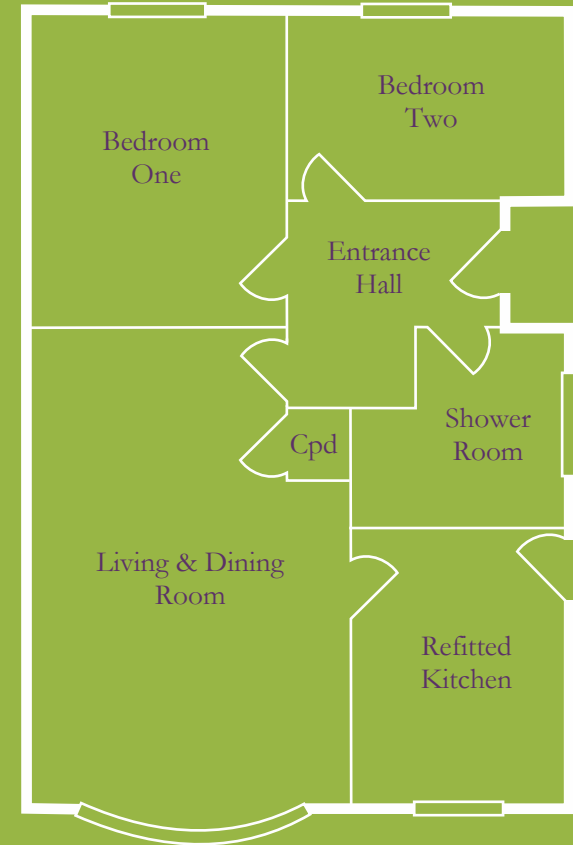 Bedroom
One
Bedroom
Two
Entrance
Hall
Cpd
Shower
Room
Living & Dining
Room
Refitted
Kitchen